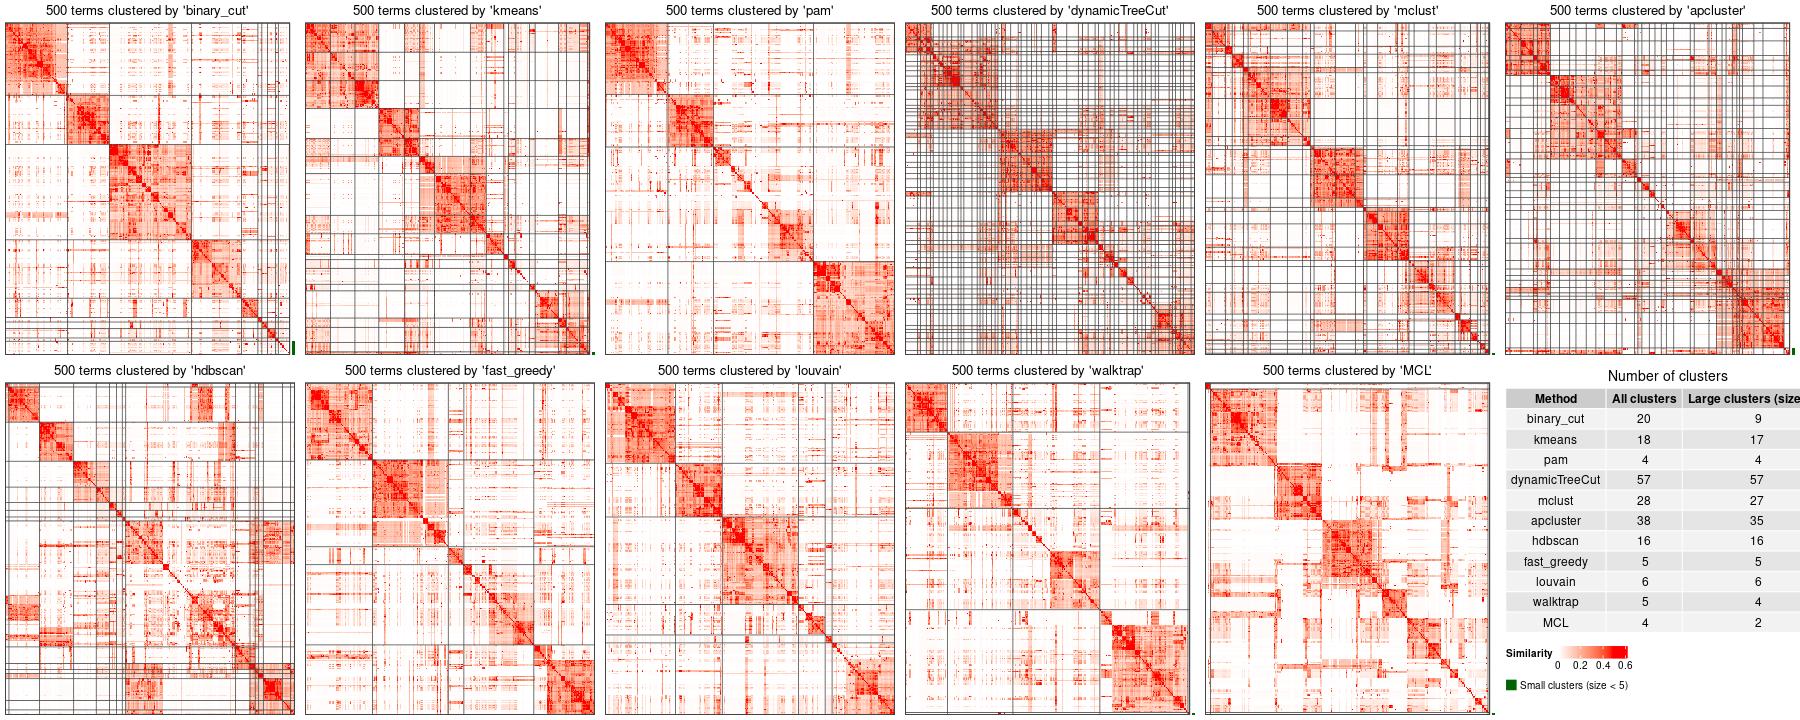 500 terms clustered by 'binary_cut'
500 terms clustered by 'kmeans'
500 terms clustered by 'pam'
500 terms clustered by 'dynamicTreeCut'
500 terms clustered by 'mclust'
500 terms clustered by 'apcluster'
500 terms clustered by 'hdbscan'
500 terms clustered by 'fast_greedy'
500 terms clustered by 'louvain'
500 terms clustered by 'walktrap'
500 terms clustered by 'MCL'
Number of clusters
Method All clusters Large clusters (size
binary_cut 20 9
kmeans 18 17
pam 4 4
dynamicTreeCut 57 57
mclust 28 27
apcluster 38 35
hdbscan 16 16
fast_greedy 5 5
louvain 6 6
walktrap 5 4
MCL 4 2
Similarity
0 0.2 0.4 0.6
Small clusters (size < 5)